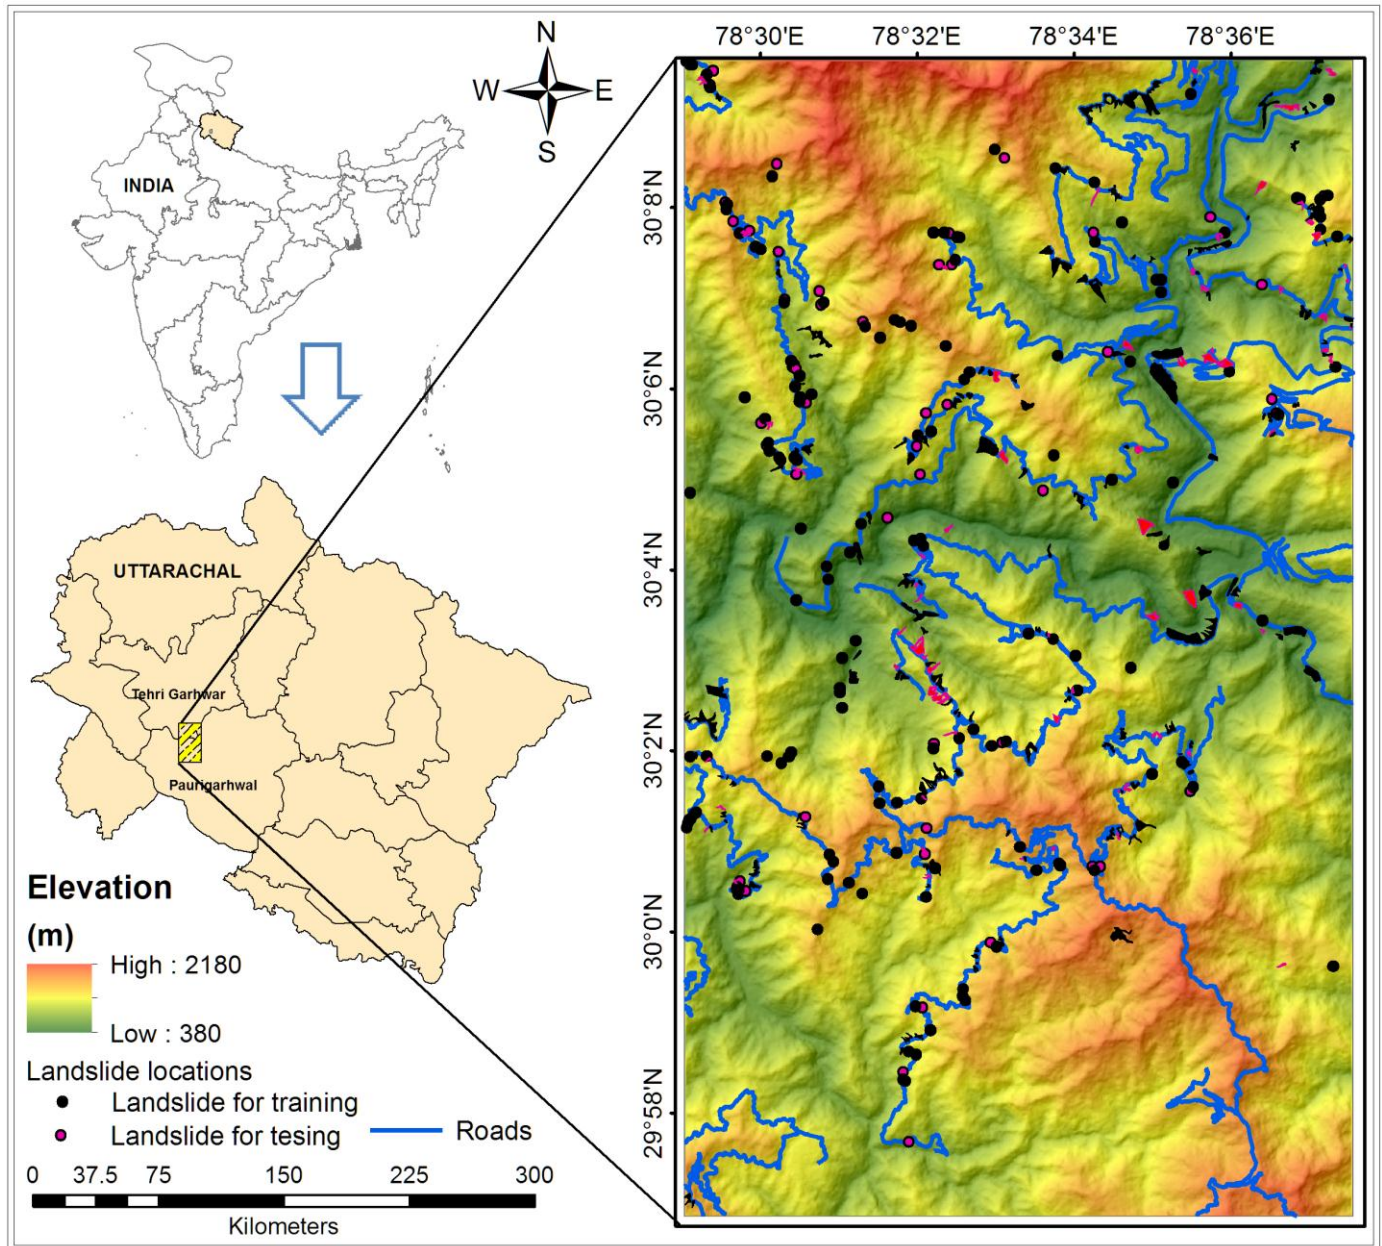 78°30'E 78°32'E 78°34'E 78°36'E
N
W E
S
INDIA
30°8'N
30°6'N
30°4'N
30°2'N
30°0'N
29°58'N
UTTARACHAL
Tehri Garhwar
Paurigarhwal
Elevation
(m)
High : 2180
Low : 380
Landslide locations
Landslide for training
Landslide for tesing
Roads
0 37.5 75 150 225 300
Kilometers